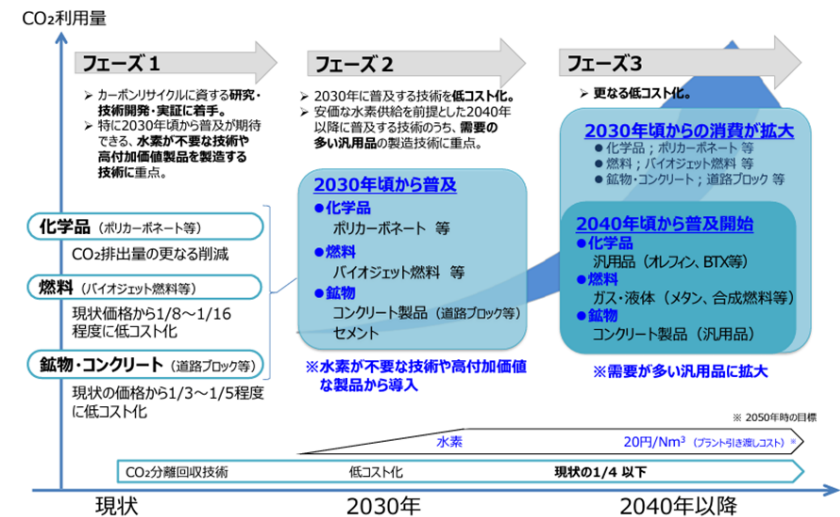 CO₂利用量
フェーズ１
➢ カーボンリサイクルに資する研究・
技術開発・実証に着手。
➢ 特に2030年頃から普及が期待
できる、水素が不要な技術や
高付加価値製品を製造する
技術に重点。
化学品（ポリカーボネート等）
CO₂排出量の更なる削減
燃料（バイオジェット燃料等）
現状価格から1/8～1/16
程度に低コスト化
鉱物・コンクリート（道路ブロック等）
現状の価格から1/3～1/5程度
に低コスト化
フェーズ２
➢ 2030年に普及する技術を低コスト化。
➢ 安価な水素供給を前提とした2040年
以降に普及する技術のうち、需要の
多い汎用品の製造技術に重点。
2030年頃から普及
●化学品
ポリカーボネート 等
●燃料
バイオジェット燃料 等
●鉱物
コンクリート製品（道路ブロック等）
セメント
※水素が不要な技術や高付加価値
な製品から導入
フェーズ3
➢ 更なる低コスト化。
2030年頃からの消費が拡大
● 化学品；ポリカーボネート 等
● 燃料；バイオジェット燃料 等
● 鉱物・コンクリート；道路ブロック 等
2040年頃から普及開始
●化学品
汎用品（オレフィン、BTX等）
●燃料
ガス・液体（メタン、合成燃料等）
●鉱物
コンクリート製品（汎用品）
※需要が多い汎用品に拡大
※ 2050年時の目標
水素 20円/Nm³（プラント引き渡しコスト）※
CO₂分離回収技術 低コスト化 現状の1/4 以下
現状 2030年 2040年以降